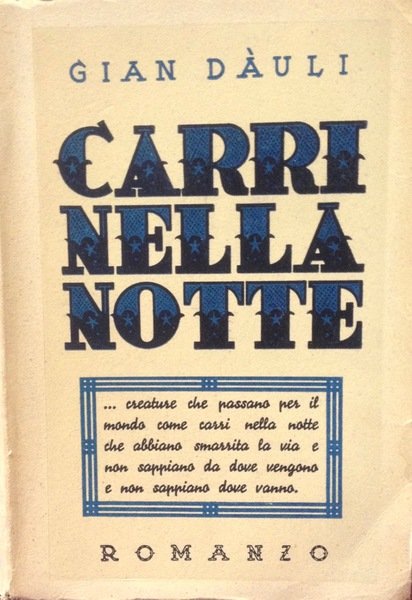 GIAN DÀULI
CARRI
NELLA
NOTTE
... creature che passano per il
mondo come carri nella notte
che abbiano smarrita la via e
non sappiano da dove vengono
e non sappiano dove vanno.
ROMANZO